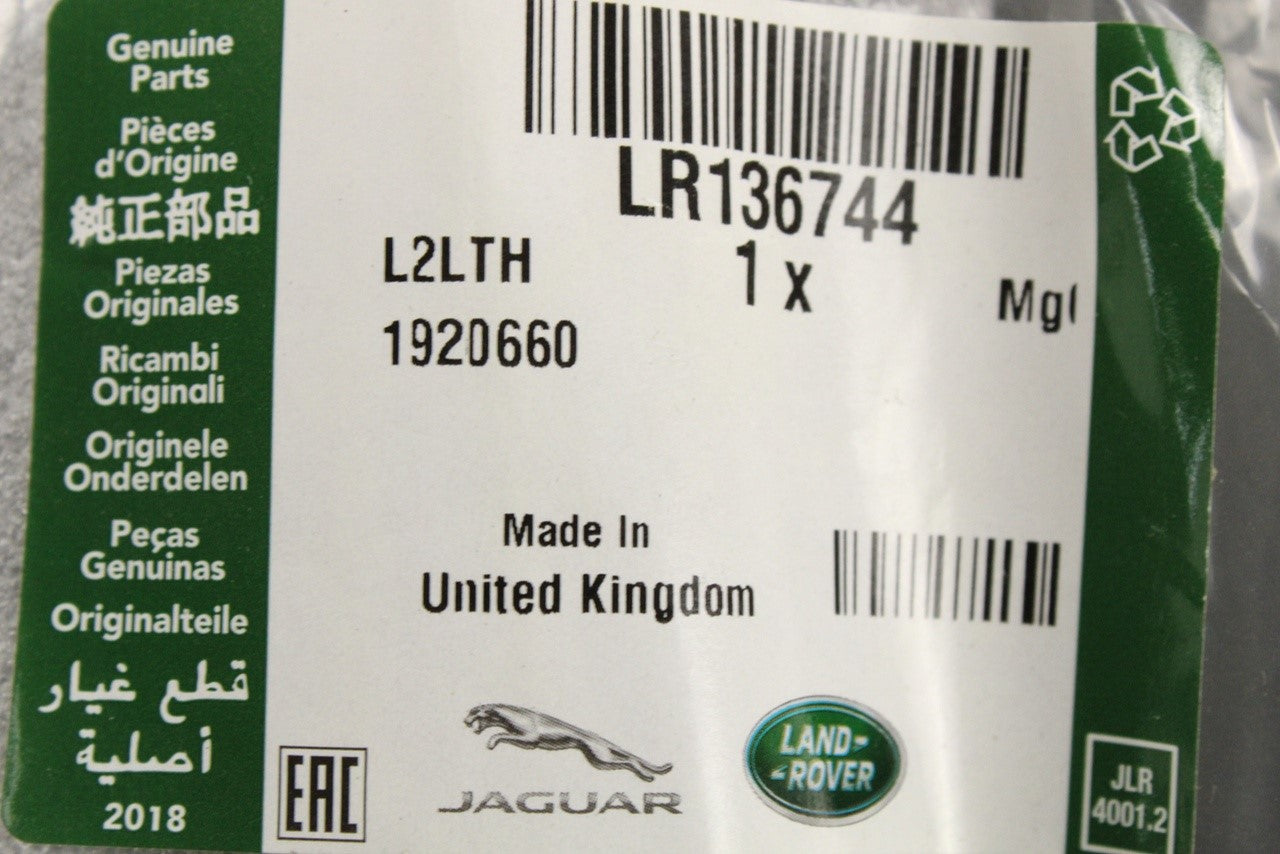 Genuine
Parts
Pièces
d'Origine
純正部品
Piezas
Originales
Ricambi
Originali
Originele
Onderdelen
Peças
Genuinas
Originalteile
قطع غيار
أصلية
2018
LR136744
L2LTH
1 x
Mg
1920660
Made In
United Kingdom
EAC
JAGUAR
LAND-
-ROVER
JLR
4001.2